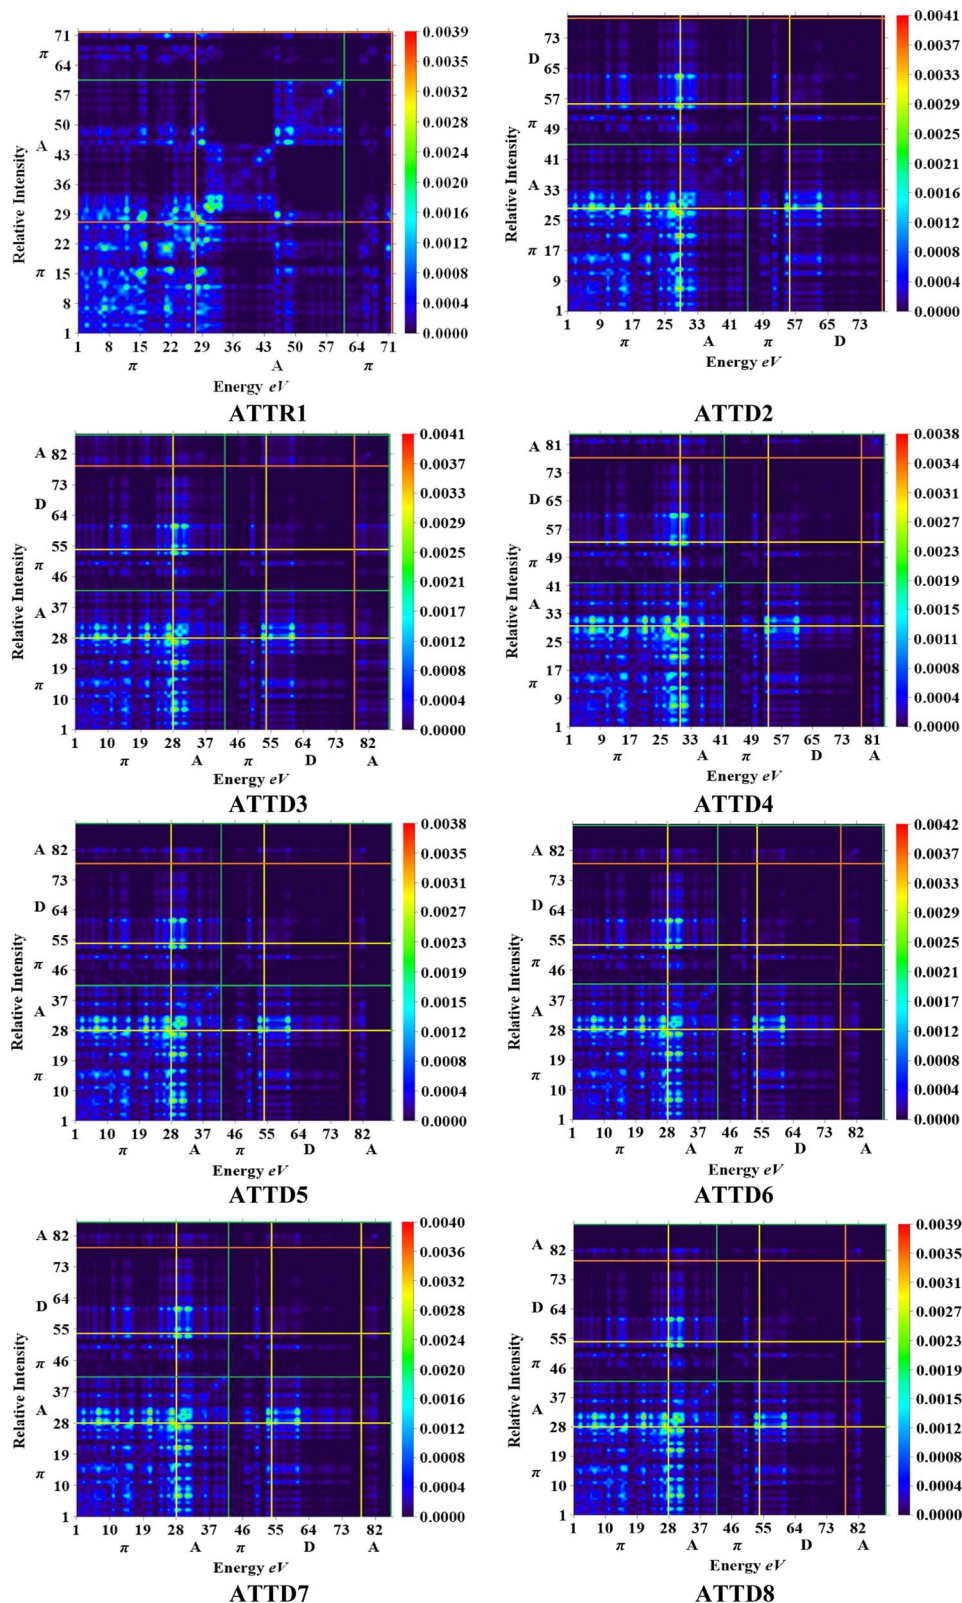 Relative Intensity
71
π
64
57
50
A
43
36
29
22
π 15
8
1
1 8 15 22 29 36 43 50 57 64 71
π A π
Energy eV
0.0039
0.0035
0.0031
0.0027
0.0023
0.0019
0.0016
0.0012
0.0008
0.0004
0.0000
ATTR1
Relative Intensity
73
D
65
57
π
49
41
A
33
25
17
π
9
1
1 9 17 25 33 41 49 57 65 73
π A π D
Energy eV
0.0041
0.0037
0.0033
0.0029
0.0025
0.0021
0.0016
0.0012
0.0008
0.0004
0.0000
ATTD2
Relative Intensity
A 82
73
D
64
55
π
46
37
A
28
19
π
10
1
1 10 19 28 37 46 55 64 73 82
π A π D A
Energy eV
0.0041
0.0037
0.0033
0.0029
0.0025
0.0021
0.0016
0.0012
0.0008
0.0004
0.0000
ATTD3
Relative Intensity
A 81
73
D
65
57
π 49
41
A
33
25
π
17
9
1
1 9 17 25 33 41 49 57 65 73 81
π A π D A
Energy eV
0.0038
0.0034
0.0030
0.0027
0.0023
0.0019
0.0015
0.0011
0.0008
0.0004
0.0000
ATTD4
Relative Intensity
A 82
73
D
64
55
π
46
37
A
28
19
π
10
1
1 10 19 28 37 46 55 64 73 82
π A π D A
Energy eV
0.0038
0.0035
0.0031
0.0027
0.0023
0.0019
0.0015
0.0012
0.0008
0.0004
0.0000
ATTD5
Relative Intensity
A 82
73
D
64
55
π
46
37
A
28
19
π
10
1
1 10 19 28 37 46 55 64 73 82
π A π D A
Energy eV
0.0042
0.0038
0.0034
0.0029
0.0025
0.0021
0.0017
0.0013
0.0008
0.0004
0.0000
ATTD6
Relative Intensity
A 82
73
D
64
55
π
46
37
A
28
19
π
10
1
1 10 19 28 37 46 55 64 73 82
π A π D A
Energy eV
0.0040
0.0036
0.0032
0.0028
0.0024
0.0020
0.0016
0.0012
0.0008
0.0004
0.0000
ATTD7
Relative Intensity
A 82
73
D
64
55
π
46
37
A
28
19
π
10
1
1 10 19 28 37 46 55 64 73 82
π A π D A
Energy eV
0.0039
0.0035
0.0031
0.0027
0.0023
0.0019
0.0016
0.0012
0.0008
0.0004
0.0000
ATTD8